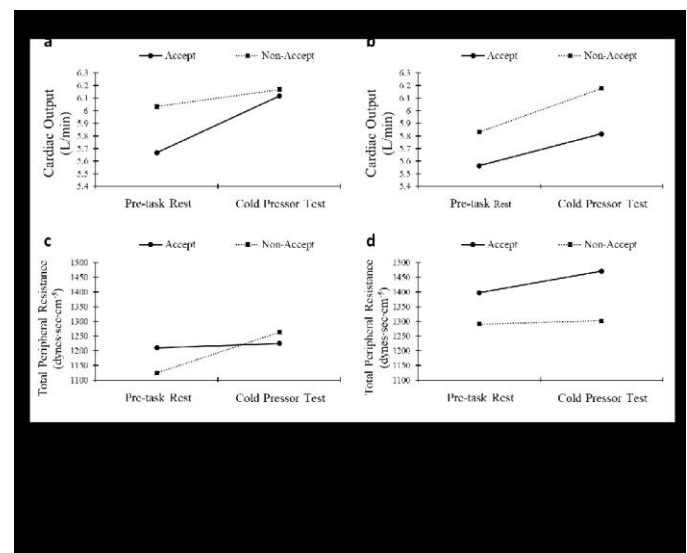 a
Accept Non-Accept
Cardiac Output
(L/min)
6.3
6.2
6.1
6
5.9
5.8
5.7
5.6
5.5
5.4
Pre-task Rest Cold Pressor Test
b
Accept Non-Accept
Cardiac Output
(L/min)
6.3
6.2
6.1
6
5.9
5.8
5.7
5.6
5.5
5.4
Pre-task Rest Cold Pressor Test
c
Accept Non-Accept
Total Peripheral Resistance
(dynes·sec·cm⁻⁵)
1500
1450
1400
1350
1300
1250
1200
1150
1100
Pre-task Rest Cold Pressor Test
d
Accept Non-Accept
Total Peripheral Resistance
(dynes·sec·cm⁻⁵)
1500
1450
1400
1350
1300
1250
1200
1150
1100
Pre-task Rest Cold Pressor Test